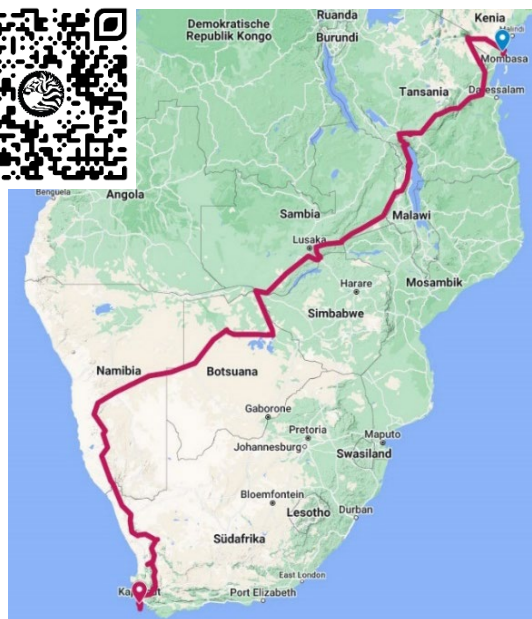 Ruanda
Kenia
Malindi
Demokratische
Republik Kongo
Burundi
Mombasa
Tansania
Daressalam
Benguela
Angola
Sambia
Malawi
Lusaka
Harare
Mosambik
Simbabwe
Namibia
Botsuana
Gaborone
Pretoria
Maputo
Johannesburg
Swasiland
Bloemfontein
Lesotho
Durban
Südafrika
East London
Port Elizabeth